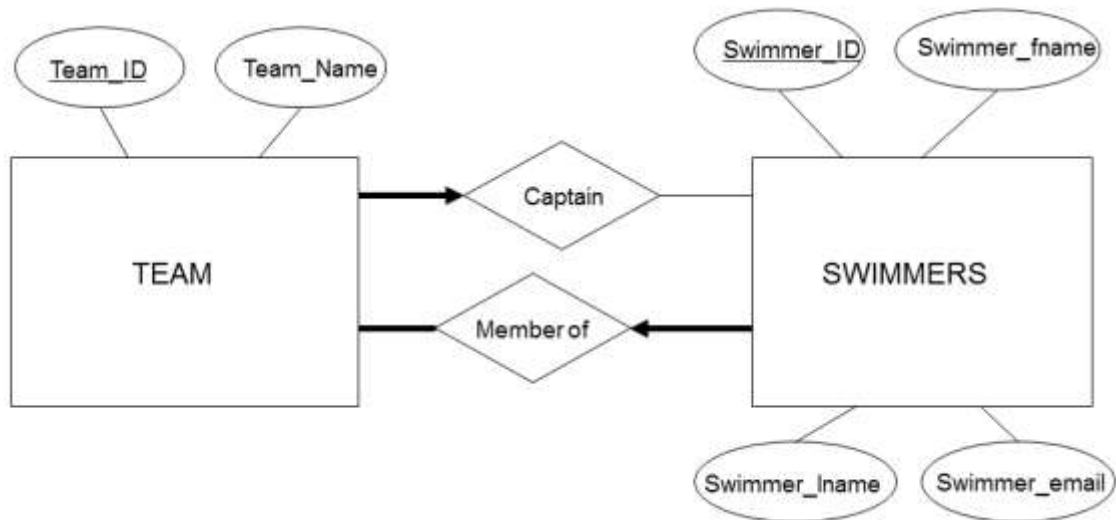 Team_ID
Team_Name
Swimmer_ID
Swimmer_fname
Captain
TEAM
SWIMMERS
Member of
Swimmer_lname
Swimmer_email